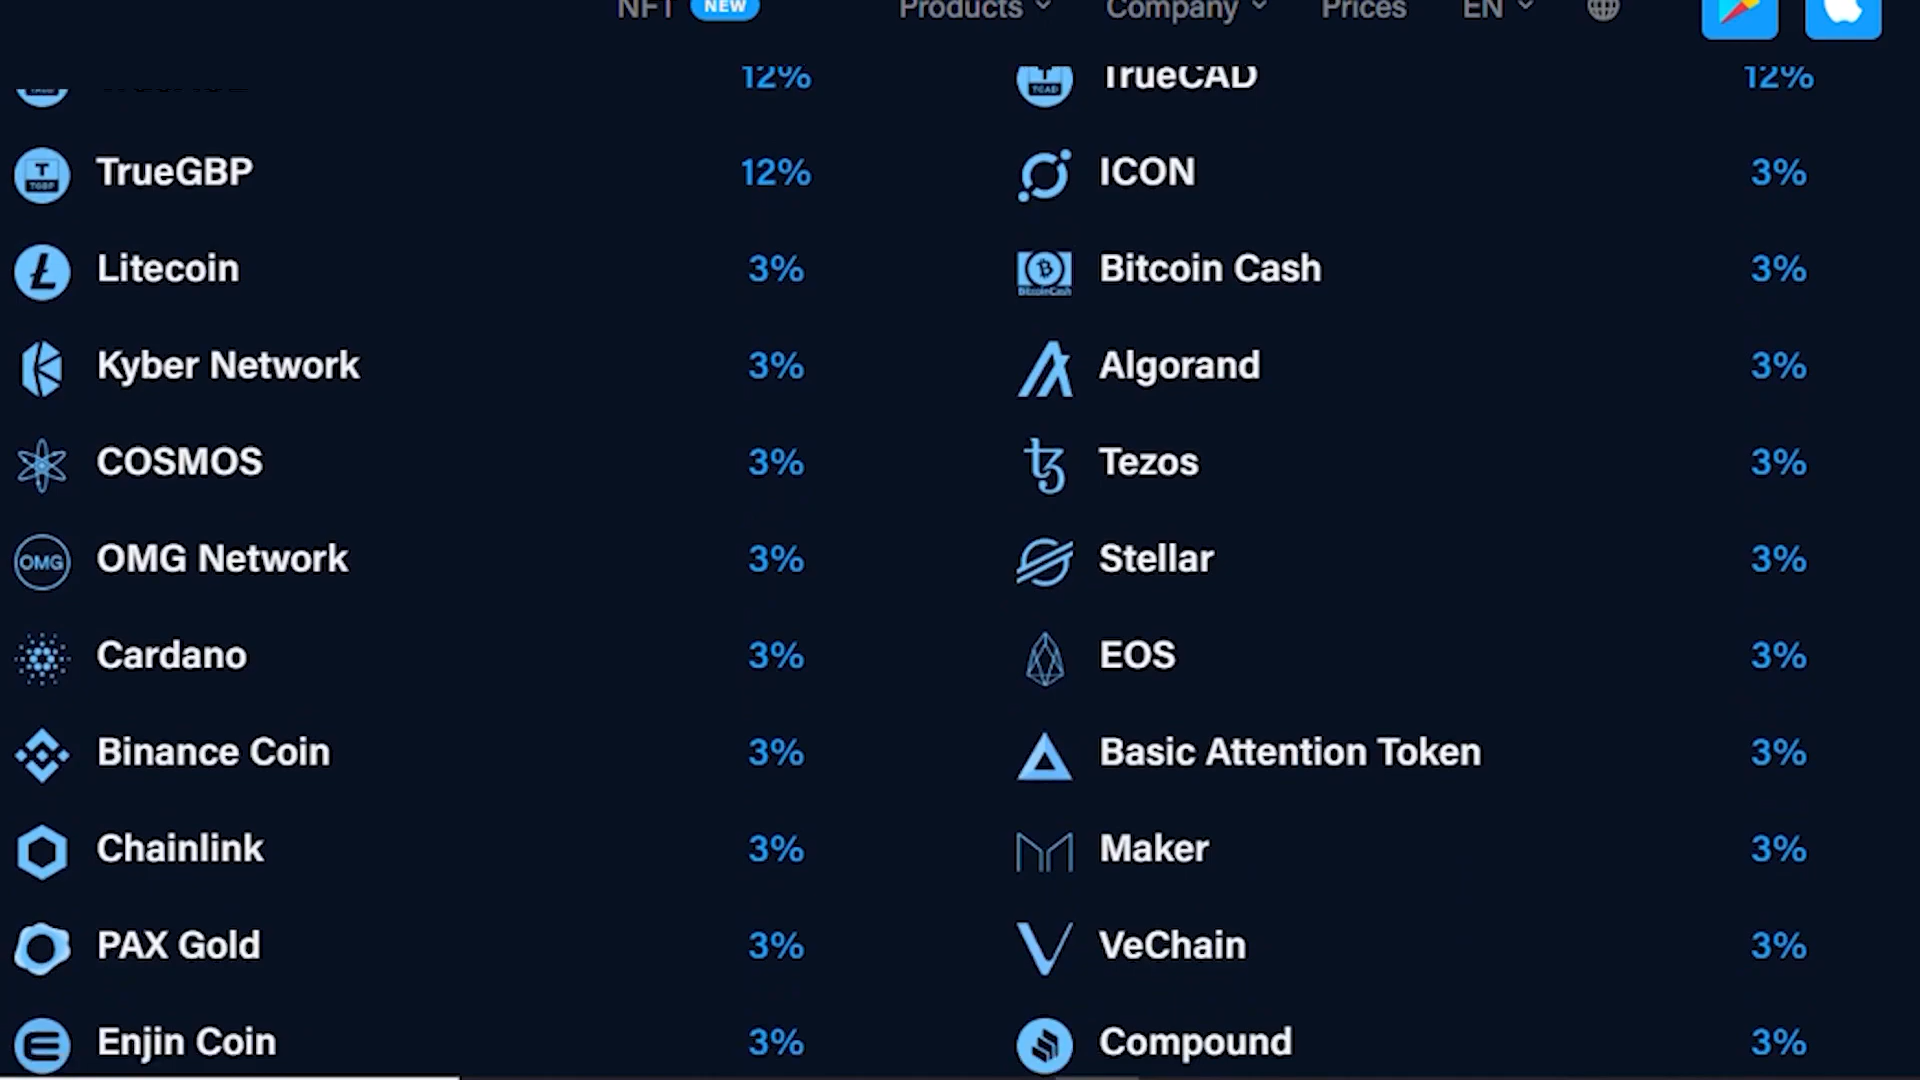 NFT NEW Products Company Prices EN
12% TrueCAD 12%
TrueGBP 12% ICON 3%
Litecoin 3% Bitcoin Cash 3%
Kyber Network 3% Algorand 3%
COSMOS 3% Tezos 3%
OMG Network 3% Stellar 3%
Cardano 3% EOS 3%
Binance Coin 3% Basic Attention Token 3%
Chainlink 3% Maker 3%
PAX Gold 3% VeChain 3%
Enjin Coin 3% Compound 3%